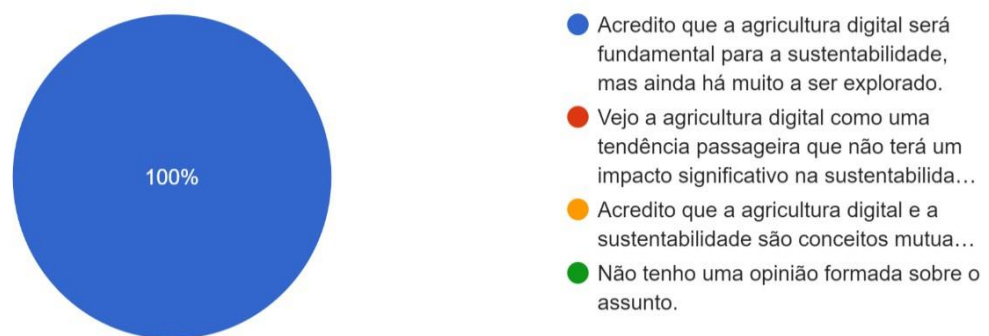 100%
Acredito que a agricultura digital será
fundamental para a sustentabilidade,
mas ainda há muito a ser explorado.
Vejo a agricultura digital como uma
tendência passageira que não terá um
impacto significativo na sustentabilida…
Acredito que a agricultura digital e a
sustentabilidade são conceitos mutua…
Não tenho uma opinião formada sobre o
assunto.